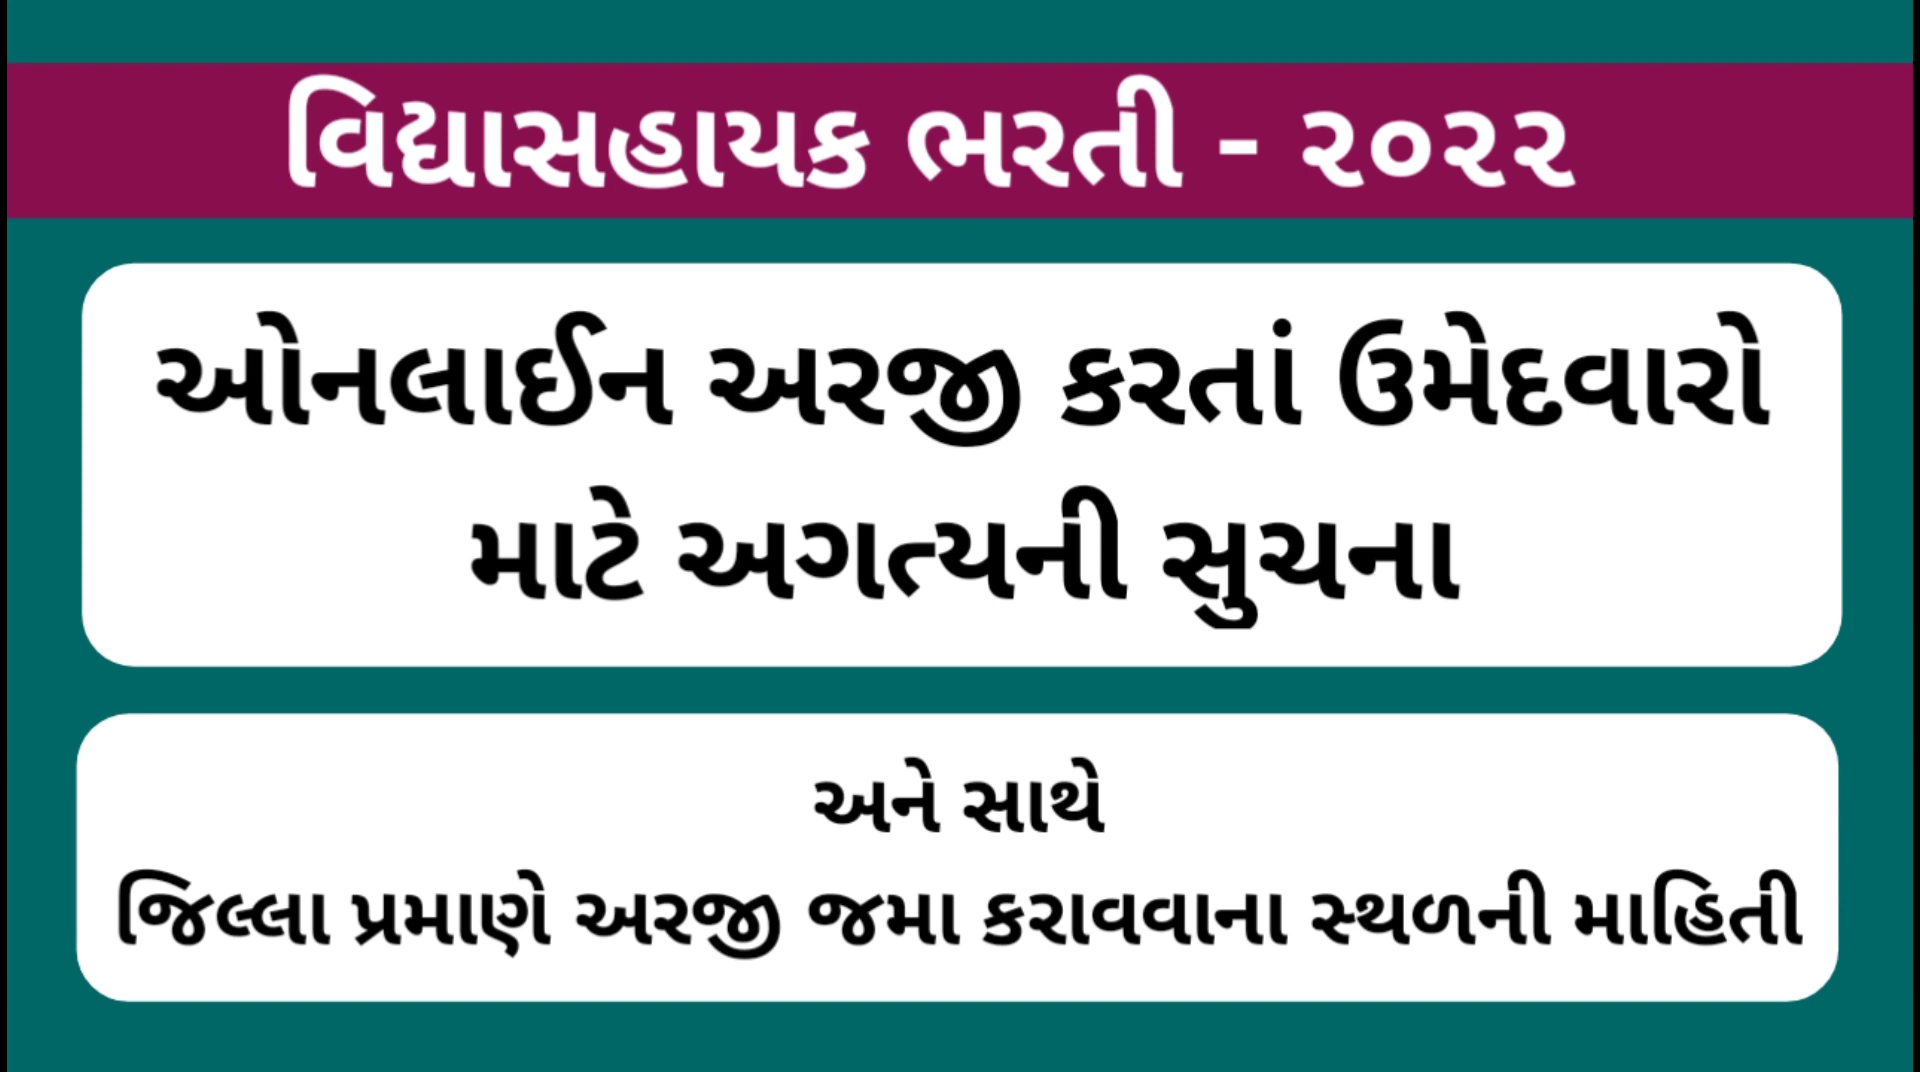 વિદ્યાસહાયક ભરતી - ૨૦૨૨
ઓનલાઈન અરજી કરતાં ઉમેદવારો
માટે અગત્યની સુચના
અને સાથે
જિલ્લા પ્રમાણે અરજી જમા કરાવવાના સ્થળની માહિતી